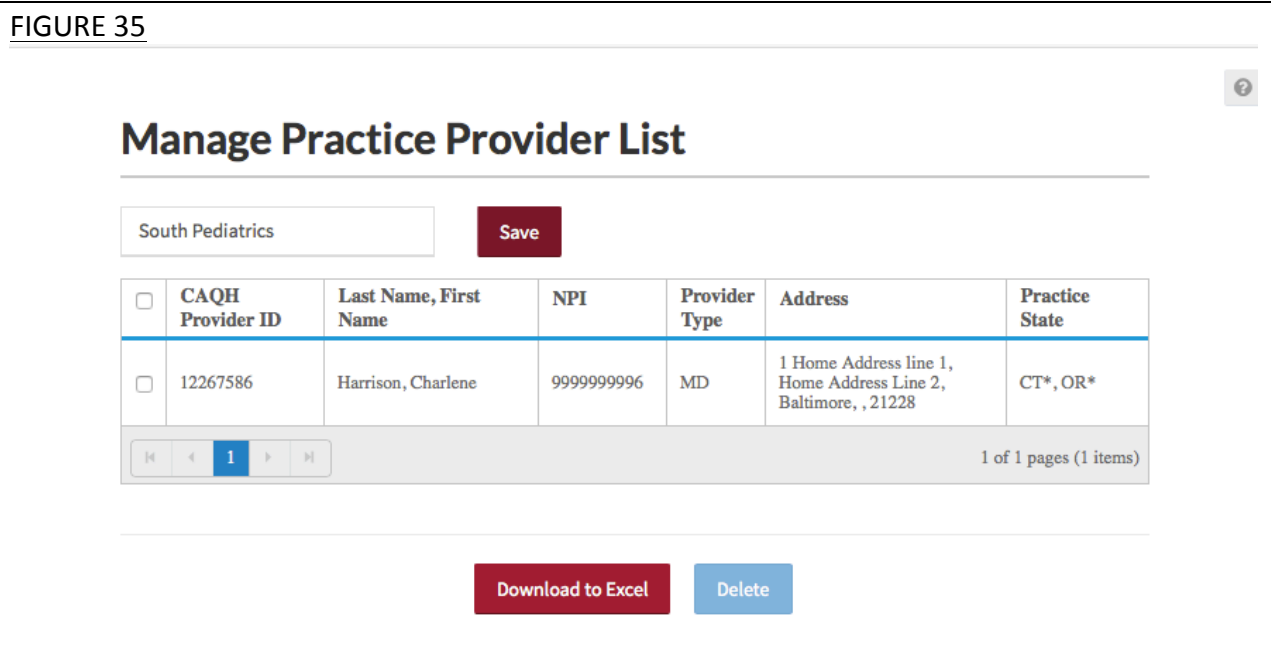 FIGURE 35
Manage Practice Provider List
South Pediatrics
Save
CAQH
Provider ID
Last Name, First
Name
NPI
Provider
Type
Address
Practice
State
12267586
Harrison, Charlene
9999999996
MD
1 Home Address line 1,
Home Address Line 2,
Baltimore, , 21228
CT*, OR*
1
1 of 1 pages (1 items)
Download to Excel
Delete